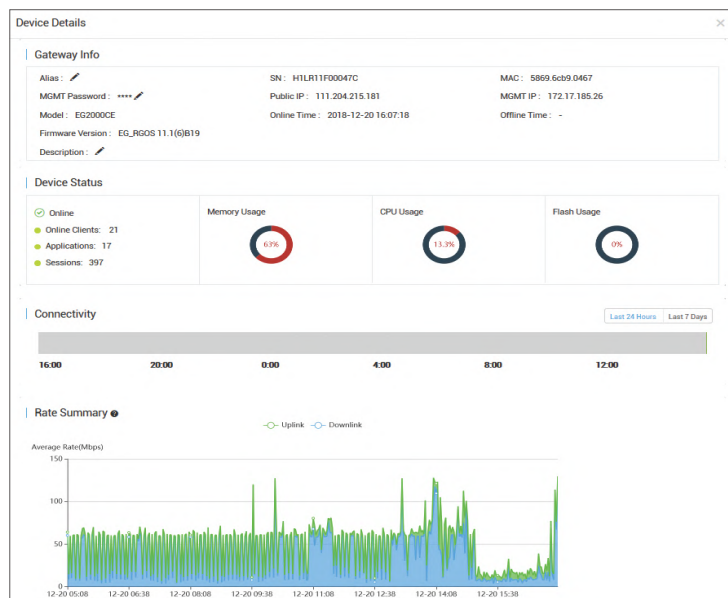 Device Details
Gateway Info
Alias :
SN : H1LR11F00047C
MAC : 5869.6cb9.0467
MGMT Password : ****
Public IP : 111.204.215.181
MGMT IP : 172.17.185.26
Model : EG2000CE
Online Time : 2018-12-20 16:07:18
Offline Time : -
Firmware Version : EG_RGOS 11.1(6)B19
Description :
Device Status
Online
Online Clients: 21
Applications: 17
Sessions: 397
Memory Usage
63%
CPU Usage
13.3%
Flash Usage
0%
Connectivity
Last 24 Hours Last 7 Days
16:00 20:00 0:00 4:00 8:00 12:00
Rate Summary
Uplink Downlink
Average Rate(Mbps)
150
100
50
0
12-20 05:08 12-20 06:38 12-20 08:08 12-20 09:38 12-20 11:08 12-20 12:38 12-20 14:08 12-20 15:38